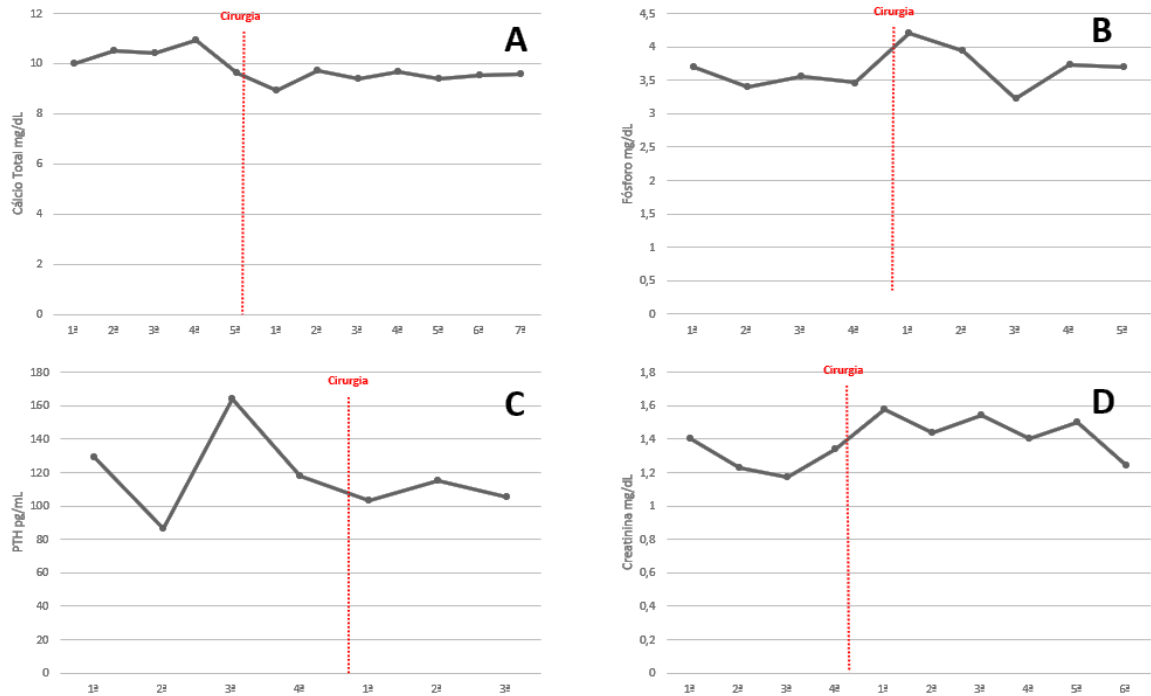 Cirurgia
A
12
10
8
6
4
2
0
Cálcio Total mg/dL
1ª 2ª 3ª 4ª 5ª 1ª 2ª 3ª 4ª 5ª 6ª 7ª
Cirurgia
B
4,5
4
3,5
3
2,5
2
1,5
1
0,5
0
Fósforo mg/dL
1ª 2ª 3ª 4ª 1ª 2ª 3ª 4ª 5ª
Cirurgia
C
180
160
140
120
100
80
60
40
20
0
PTH pg/mL
1ª 2ª 3ª 4ª 1ª 2ª 3ª
Cirurgia
D
1,8
1,6
1,4
1,2
1
0,8
0,6
0,4
0,2
0
Creatinina mg/dL
1ª 2ª 3ª 4ª 1ª 2ª 3ª 4ª 5ª 6ª